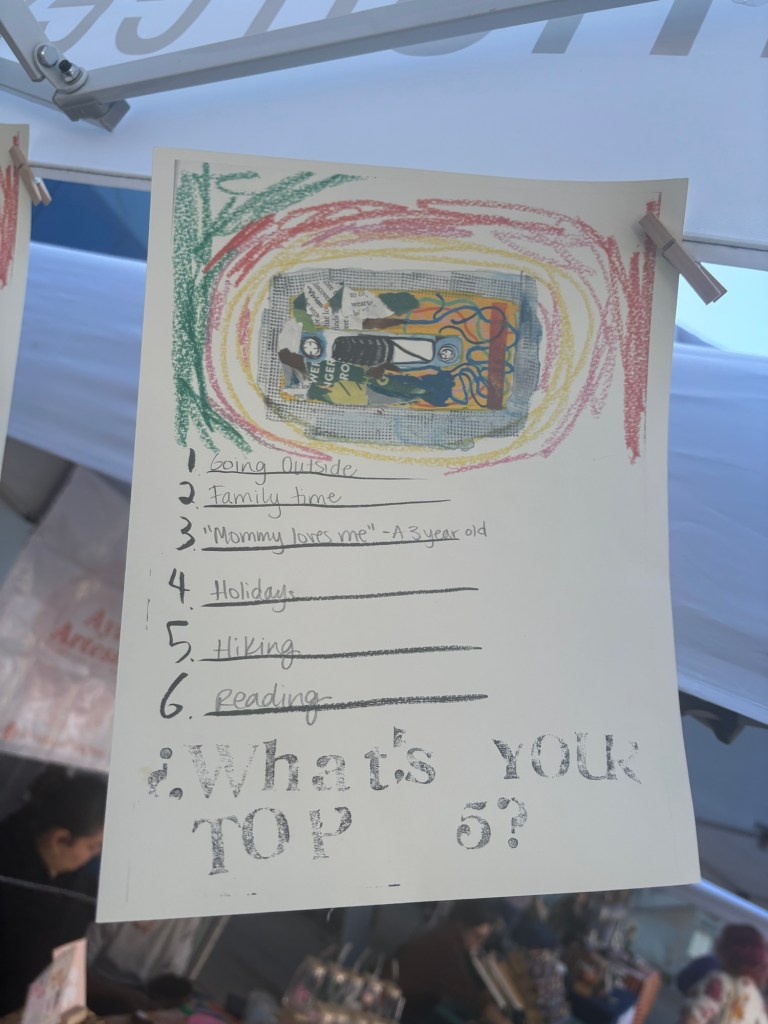 1 Going Outside
2 Family time
3 "Mommy loves me" -A 3 year old
4 Holidays
5. Hiking
6. Reading
¿What's YOUR
TOP 5?